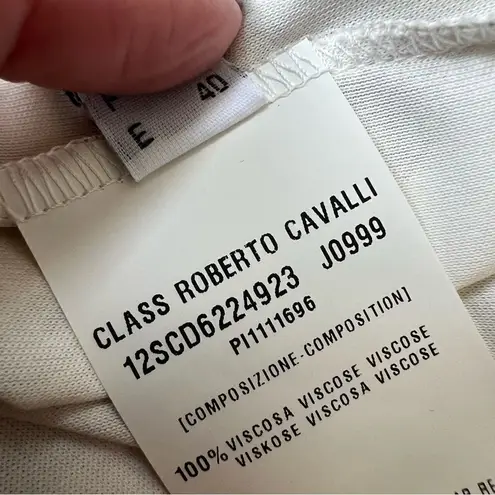 E 40
CLASS ROBERTO CAVALLI
12SCD6224923 J0999
PI1111696
[COMPOSIZIONE-COMPOSITION]
100% VISCOSA VISCOSE VISCOSE
VISKOSE VISCOSA VISCOSE